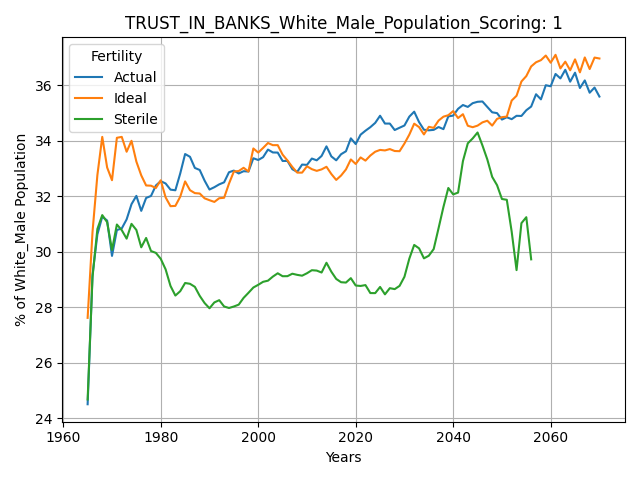 TRUST_IN_BANKS_White_Male_Population_Scoring: 1
Fertility
Actual
Ideal
Sterile
% of White_Male Population
36
34
32
30
28
26
24
1960
1980
2000
2020
2040
2060
Years